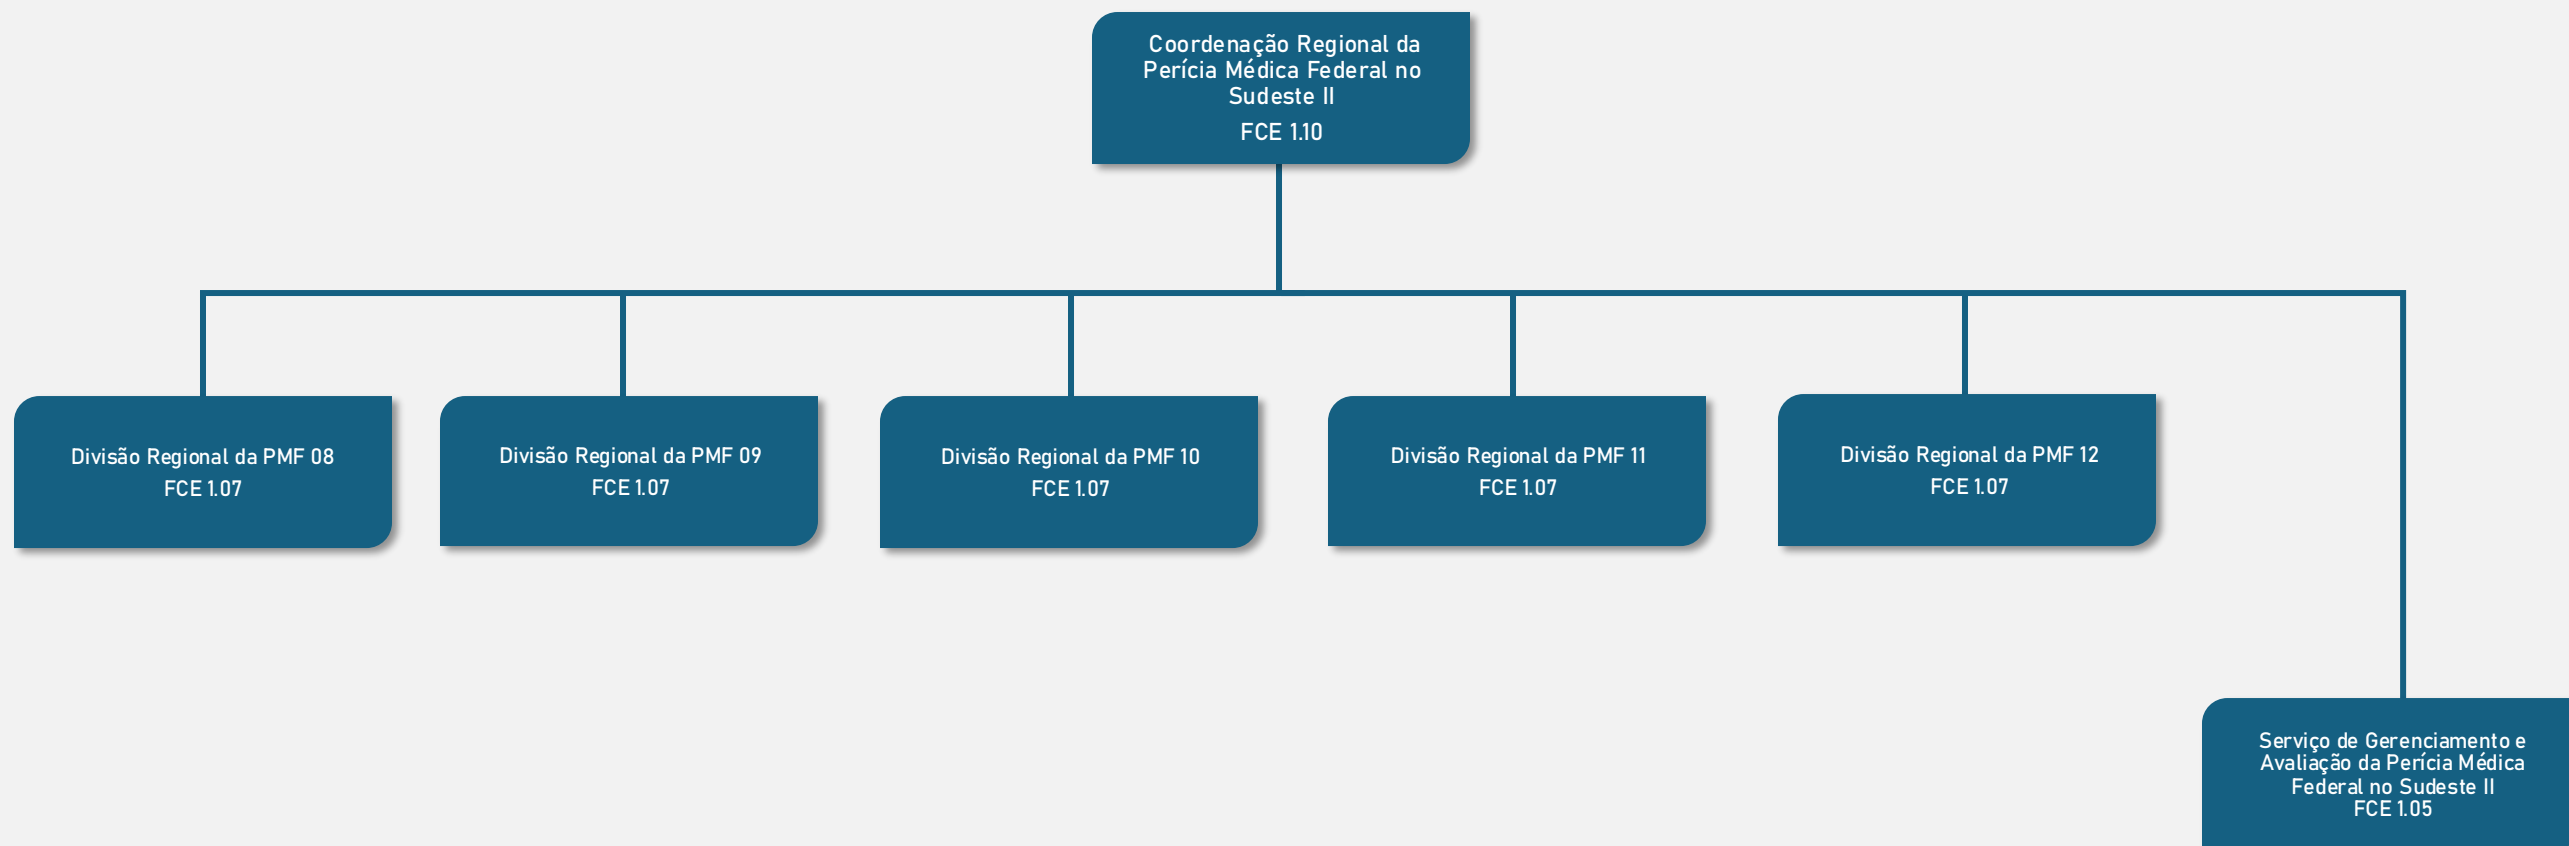 Coordenação Regional da
Perícia Médica Federal no
Sudeste II
FCE 1.10
Divisão Regional da PMF 08
FCE 1.07
Divisão Regional da PMF 09
FCE 1.07
Divisão Regional da PMF 10
FCE 1.07
Divisão Regional da PMF 11
FCE 1.07
Divisão Regional da PMF 12
FCE 1.07
Serviço de Gerenciamento e
Avaliação da Perícia Médica
Federal no Sudeste II
FCE 1.05